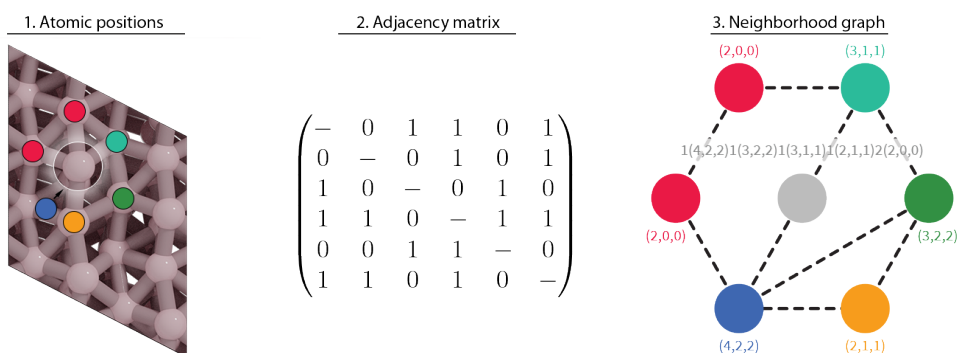 1. Atomic positions
2. Adjacency matrix
3. Neighborhood graph
(2,0,0)
(3,1,1)
− 0 1 1 0 1
0 − 0 1 0 1
1 0 − 0 1 0
1 1 0 − 1 1
0 0 1 1 − 0
1 1 0 1 0 −
1(4,2,2)1(3,2,2)1(3,1,1)1(2,1,1)2(2,0,0)
(2,0,0)
(3,2,2)
(4,2,2)
(2,1,1)